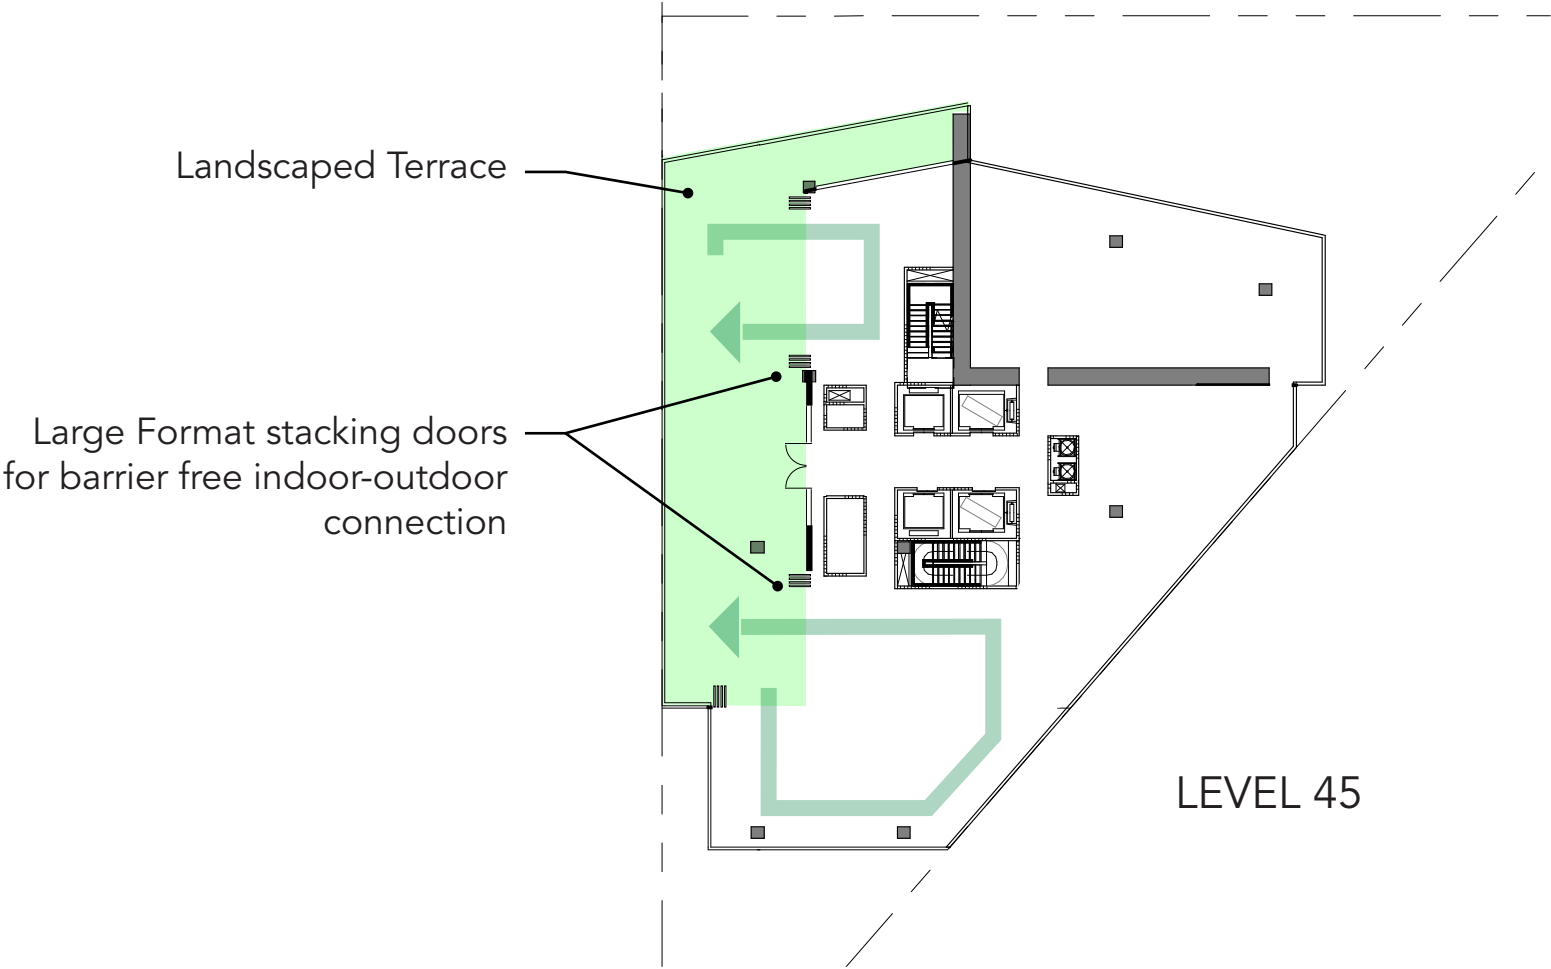 Landscaped Terrace
Large Format stacking doors
for barrier free indoor-outdoor
connection
LEVEL 45